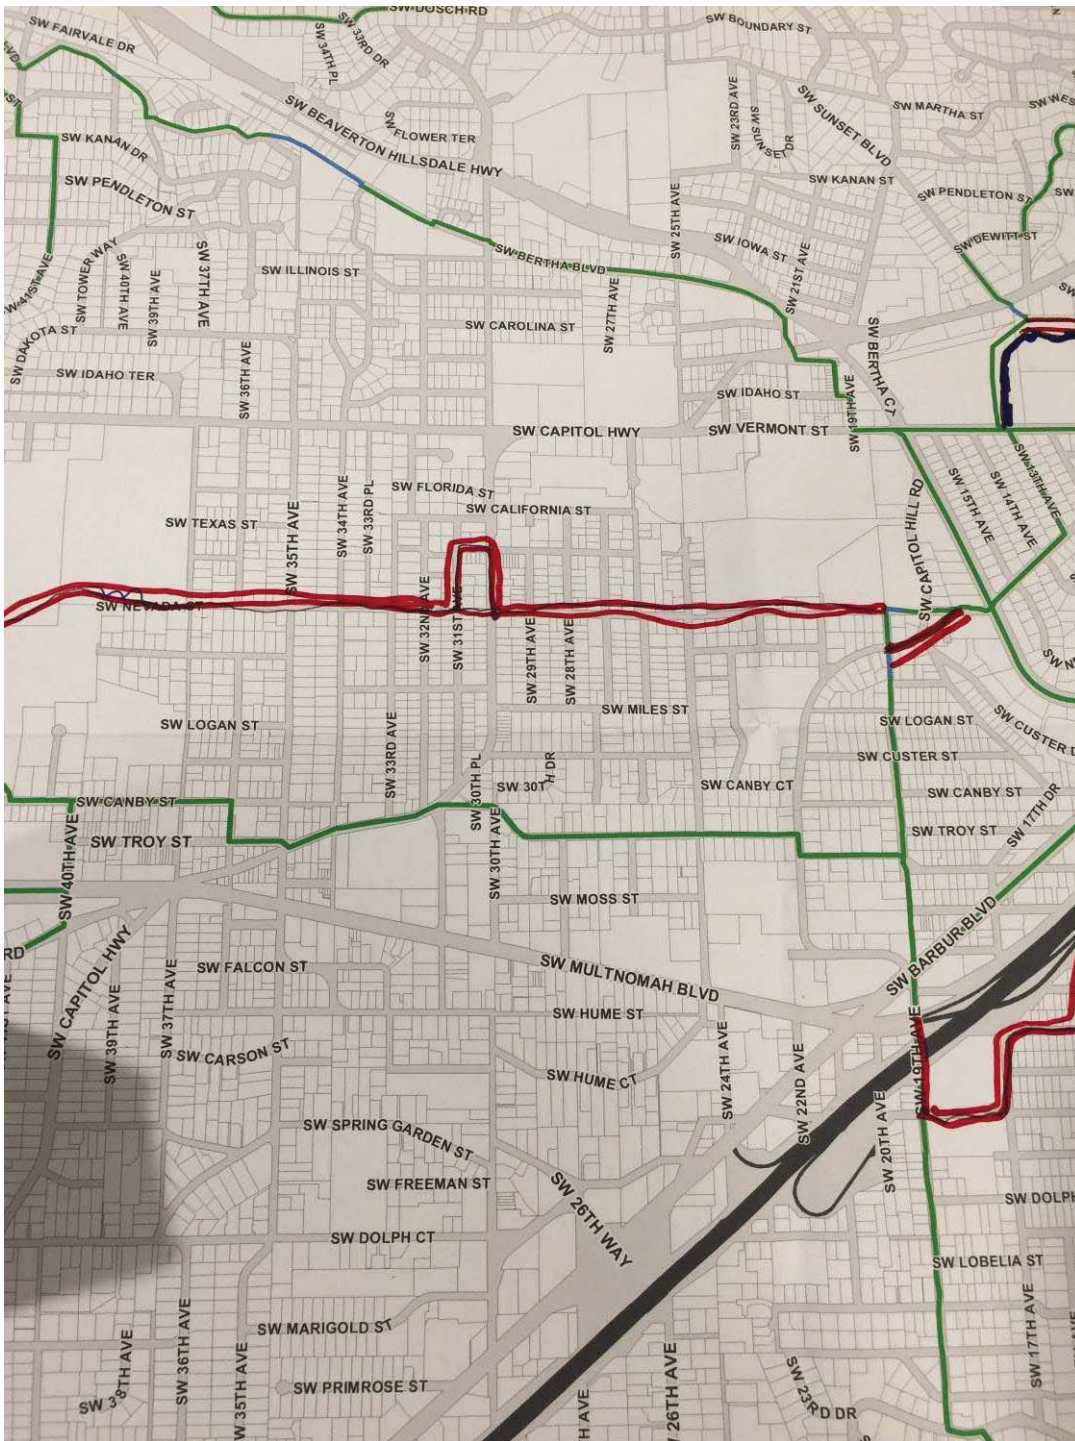 SW DOSCH RD
SW FAIRVALE DR
SW 34TH PL
SW 33RD DR
SW BOUNDARY ST
SW BEAVERTON HILLSDALE HWY
SW FLOWER TER
SW 23RD AVE
SW SUNSET DR
SW SUNSET BLVD
SW MARTHA ST
SW KANAN DR
SW KANAN ST
SW PENDLETON ST
SW PENDLETON ST
SW 25TH AVE
SW IOWA ST
SW DEWITT ST
SW TOWER WAY
SW 40TH AVE
SW 39TH AVE
SW 37TH AVE
SW ILLINOIS ST
SW BERTHA BLVD
SW 21ST AVE
SW 27TH AVE
SW DAKOTA ST
SW CAROLINA ST
SW BERTHA CT
SW IDAHO TER
SW 36TH AVE
SW IDAHO ST
SW 19TH AVE
SW CAPITOL HWY
SW VERMONT ST
SW 13TH AVE
SW 14TH AVE
SW 15TH AVE
SW CAPITOL HILL RD
SW FLORIDA ST
SW CALIFORNIA ST
SW TEXAS ST
SW 35TH AVE
SW 34TH AVE
SW 33RD PL
SW NEVADA ST
SW 32ND AVE
SW 31ST AVE
SW 29TH AVE
SW 28TH AVE
SW LOGAN ST
SW MILES ST
SW LOGAN ST
SW CUSTER D
SW CUSTER ST
SW 33RD AVE
SW 30TH PL
SW 30T
H DR
SW CANBY CT
SW CANBY ST
SW CANBY ST
SW 17TH DR
SW TROY ST
SW TROY ST
SW 40TH AVE
SW 30TH AVE
SW MOSS ST
RD
SW CAPITOL HWY
SW BARBUR BLVD
SW FALCON ST
SW MULTNOMAH BLVD
SW 39TH AVE
SW 37TH AVE
SW HUME ST
SW CARSON ST
SW HUME CT
SW 24TH AVE
SW 22ND AVE
SW 19TH AVE
SW 20TH AVE
SW SPRING GARDEN ST
SW FREEMAN ST
SW 26TH WAY
SW DOLPH
SW DOLPH CT
SW LOBELIA ST
SW MARIGOLD ST
SW 38TH AVE
SW 36TH AVE
SW 35TH AVE
SW PRIMROSE ST
SW 26TH AVE
SW 23RD DR
SW 17TH AVE